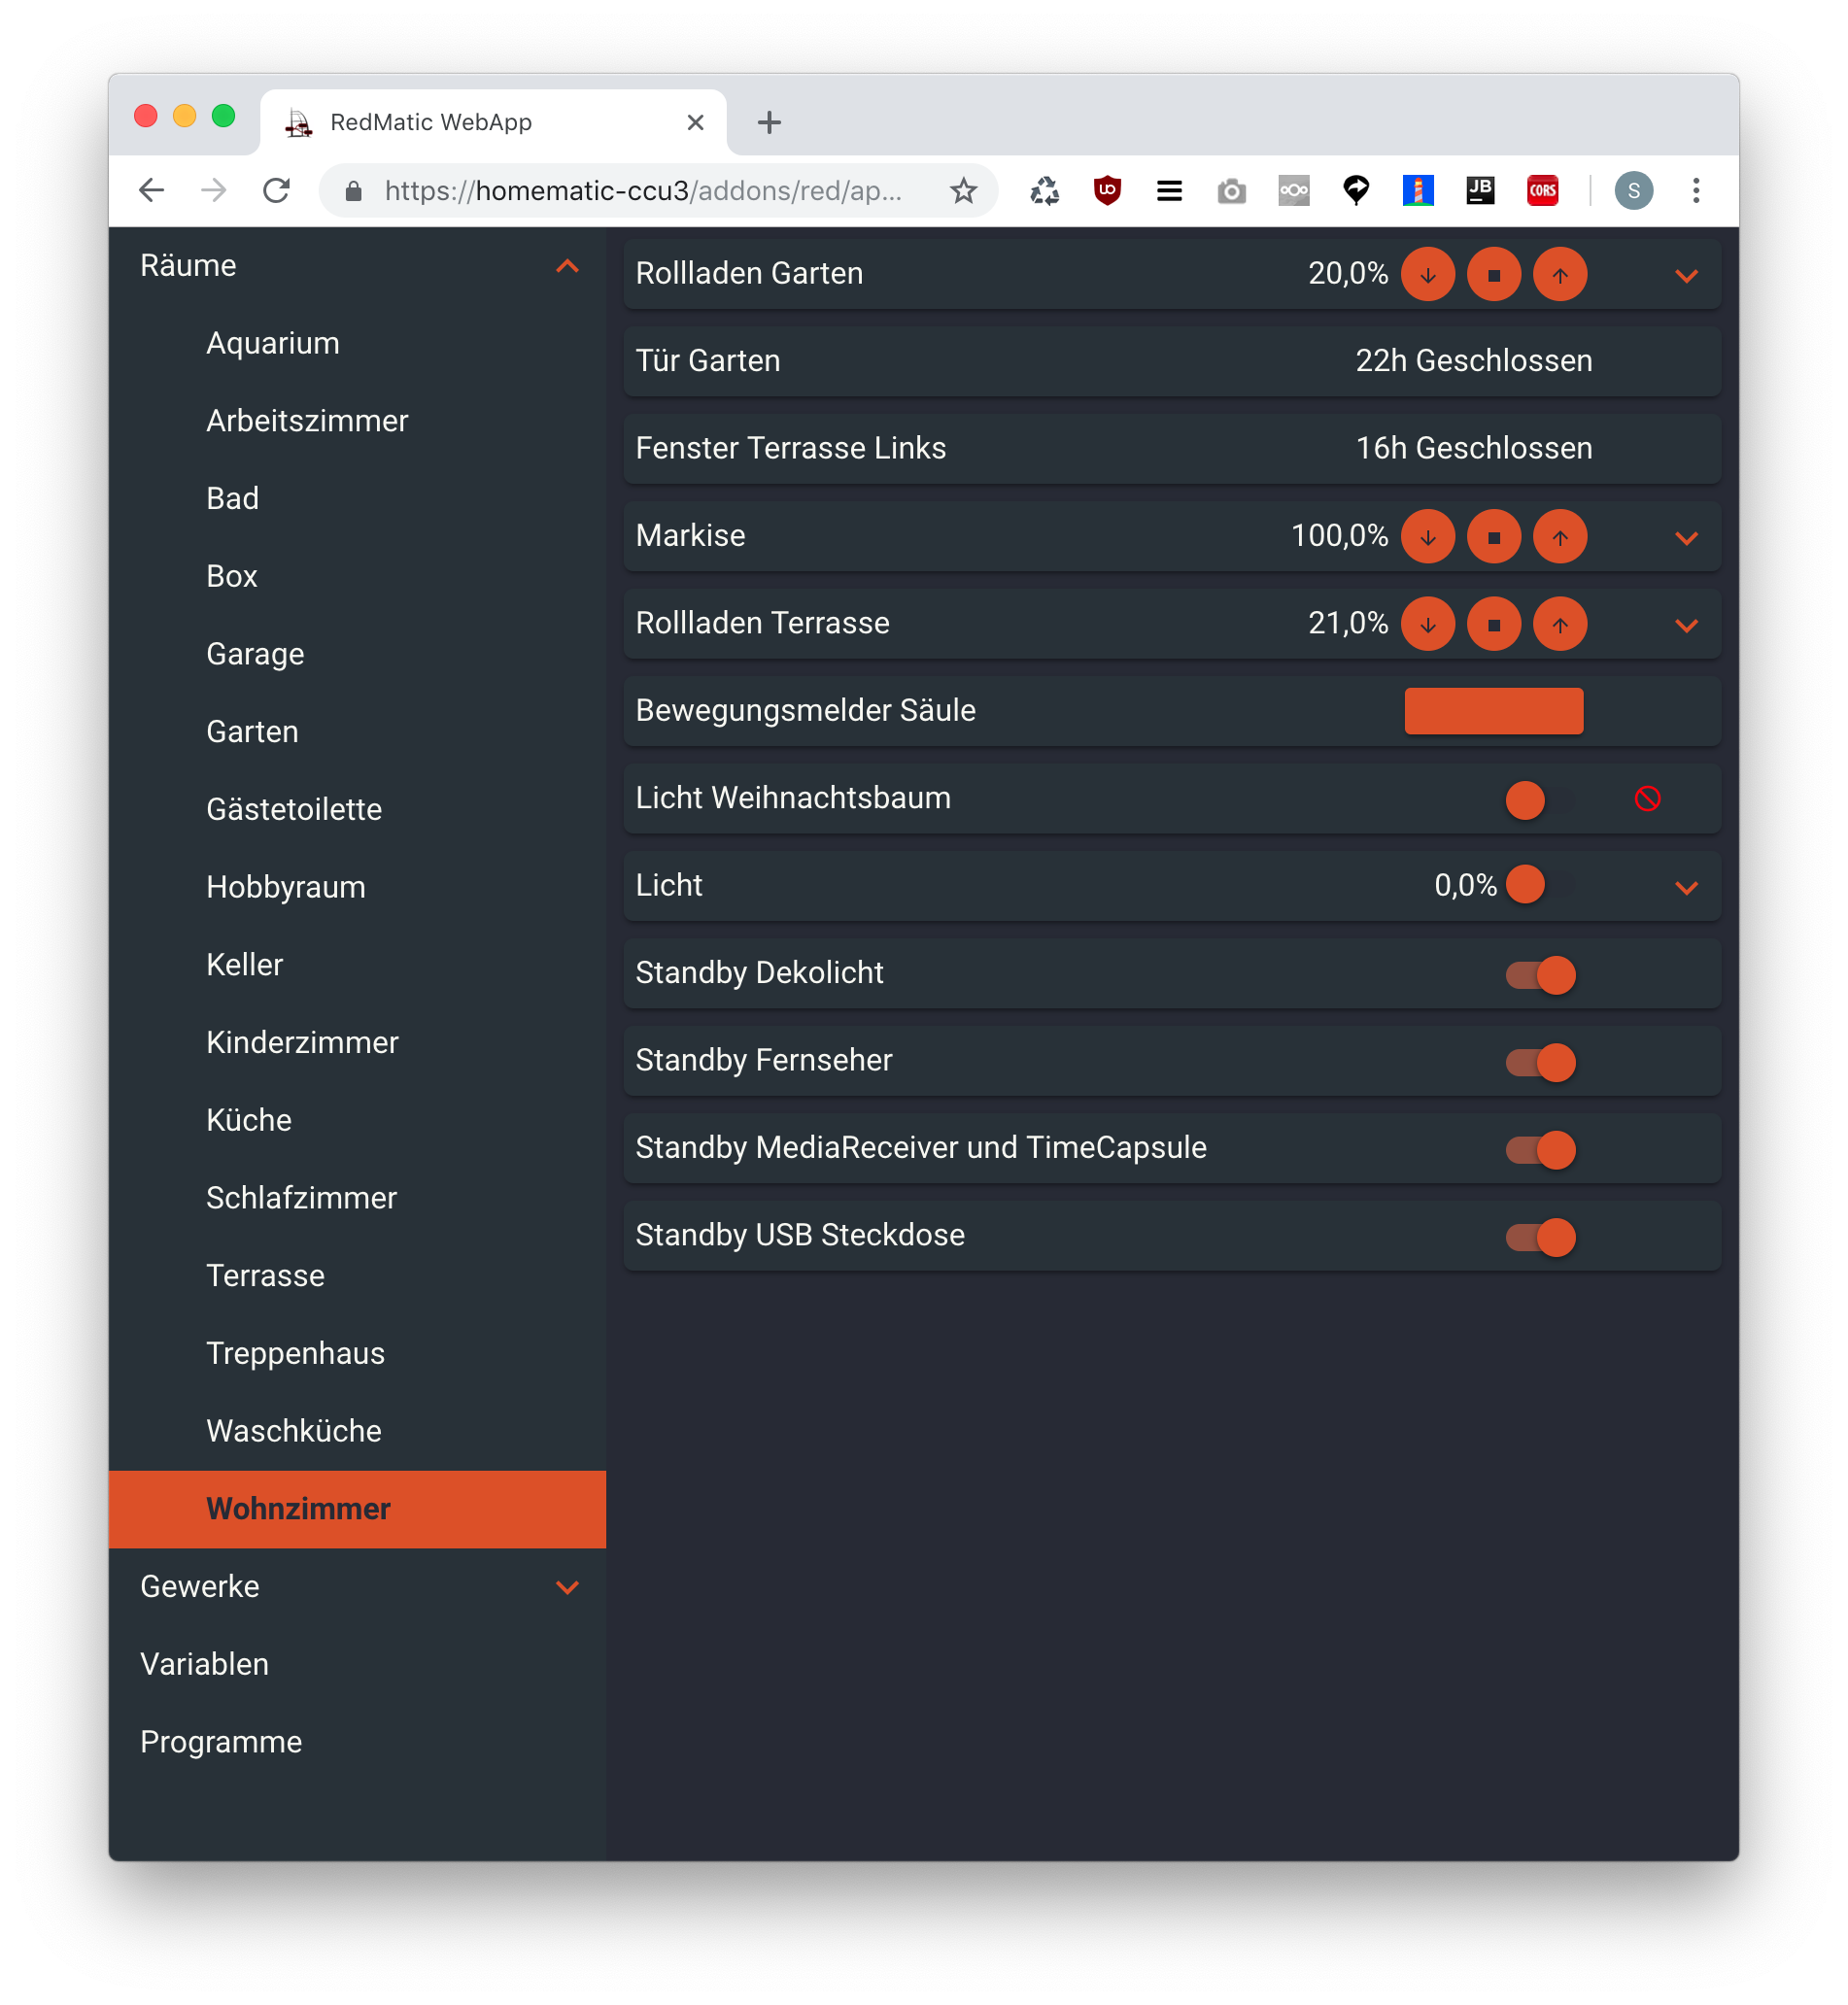 RedMatic WebApp
https://homematic-ccu3/addons/red/ap...
UO
JB
CORS
S
Räume
Aquarium
Arbeitszimmer
Bad
Box
Garage
Garten
Gästetoilette
Hobbyraum
Keller
Kinderzimmer
Küche
Schlafzimmer
Terrasse
Treppenhaus
Waschküche
Wohnzimmer
Gewerke
Variablen
Programme
Rollladen Garten 20,0%
Tür Garten 22h Geschlossen
Fenster Terrasse Links 16h Geschlossen
Markise 100,0%
Rollladen Terrasse 21,0%
Bewegungsmelder Säule
Licht Weihnachtsbaum
Licht 0,0%
Standby Dekolicht
Standby Fernseher
Standby MediaReceiver und TimeCapsule
Standby USB Steckdose